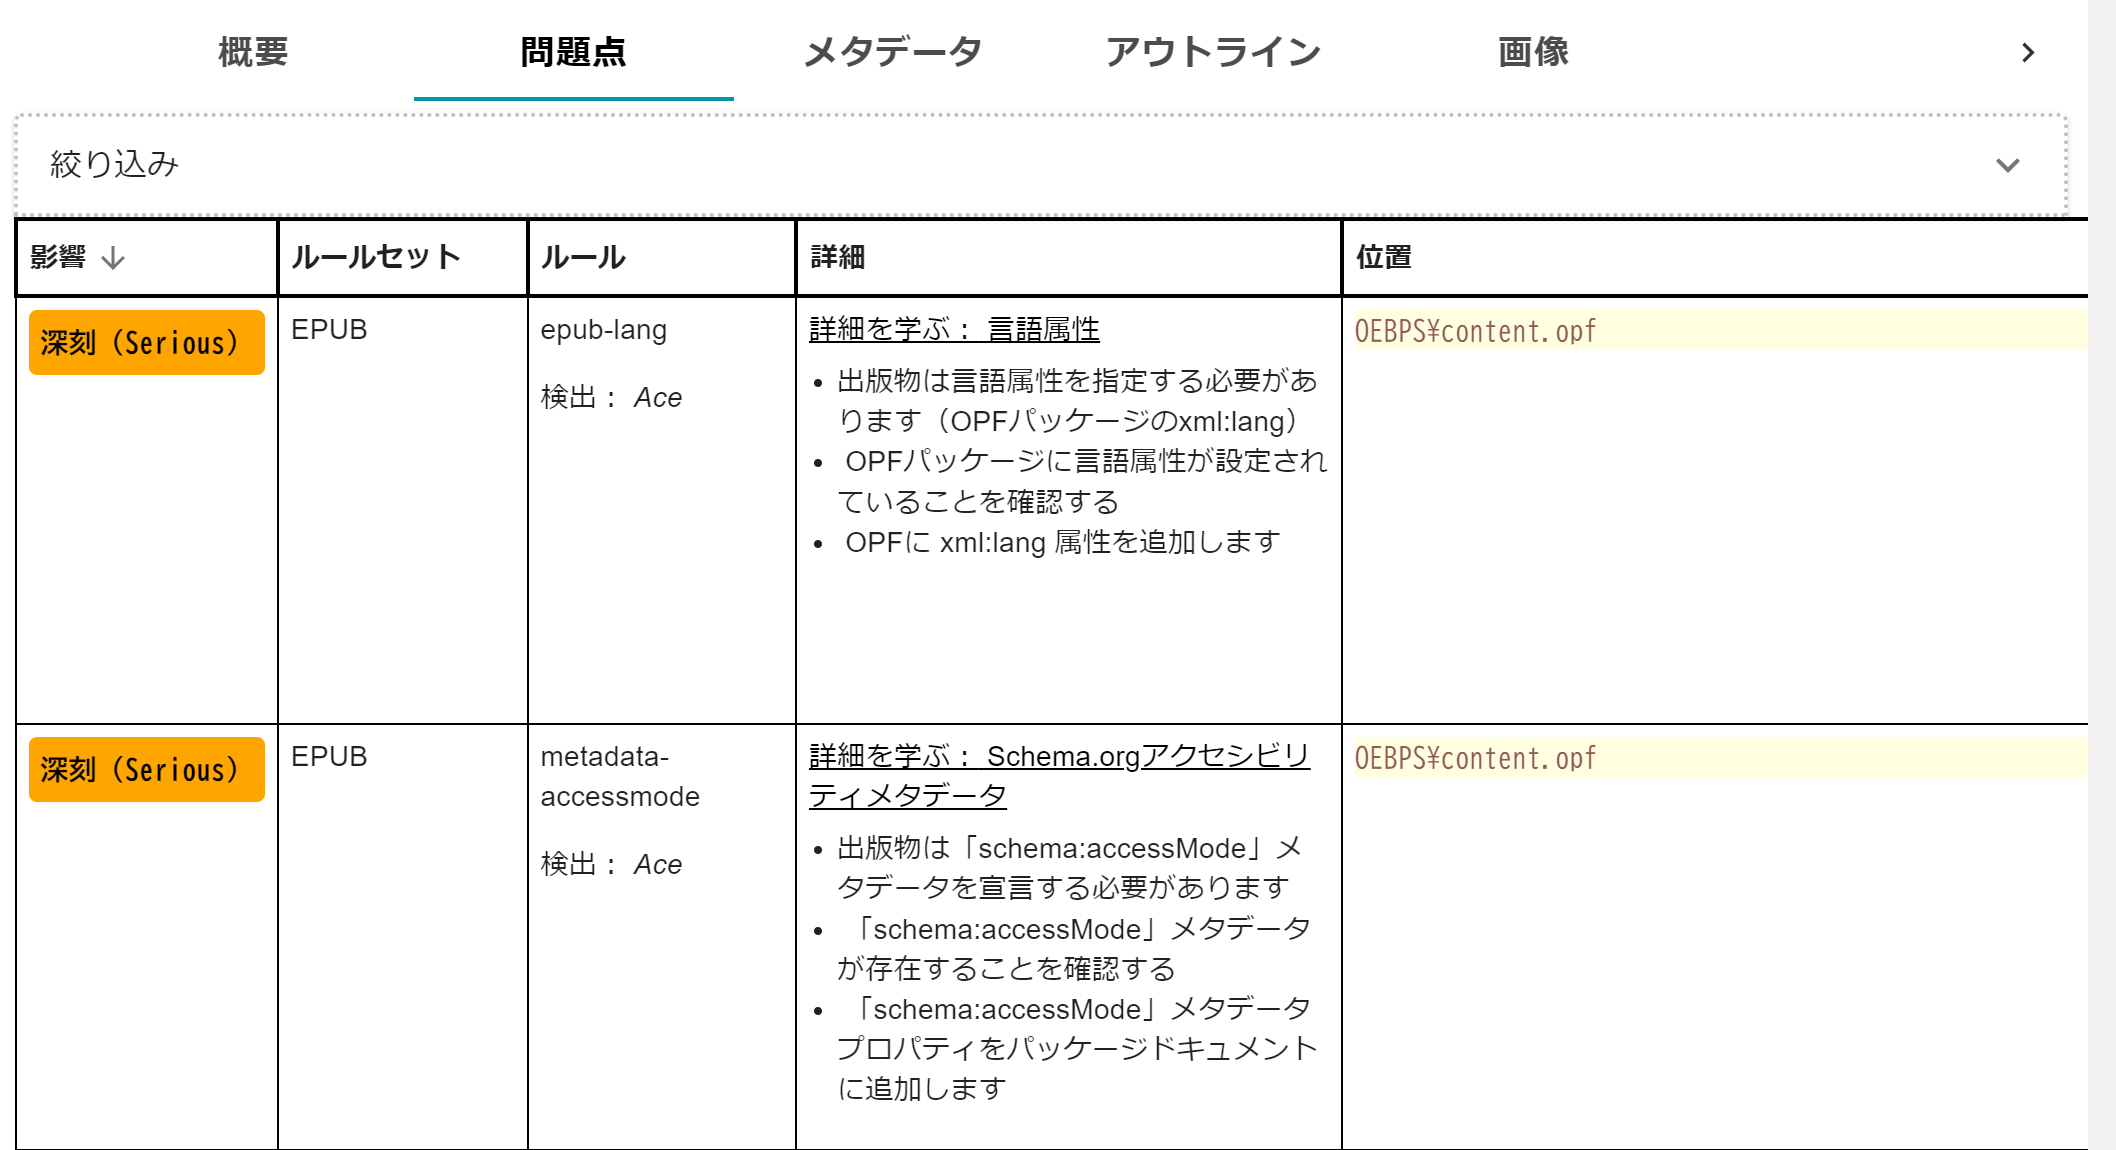 概要 問題点 メタデータ アウトライン 画像
絞り込み
影響 ↓ ルールセット ルール 詳細 位置
深刻（Serious） EPUB epub-lang 詳細を学ぶ： 言語属性 OEBPS¥content.opf
検出： Ace
• 出版物は言語属性を指定する必要があ
ります（OPFパッケージのxml:lang）
• OPFパッケージに言語属性が設定され
ていることを確認する
• OPFに xml:lang 属性を追加します
深刻（Serious） EPUB metadata- 詳細を学ぶ： Schema.orgアクセシビリ OEBPS¥content.opf
accessmode ティメタデータ
検出： Ace
• 出版物は「schema:accessMode」メ
タデータを宣言する必要があります
• 「schema:accessMode」メタデータ
が存在することを確認する
• 「schema:accessMode」メタデータ
プロパティをパッケージドキュメント
に追加します